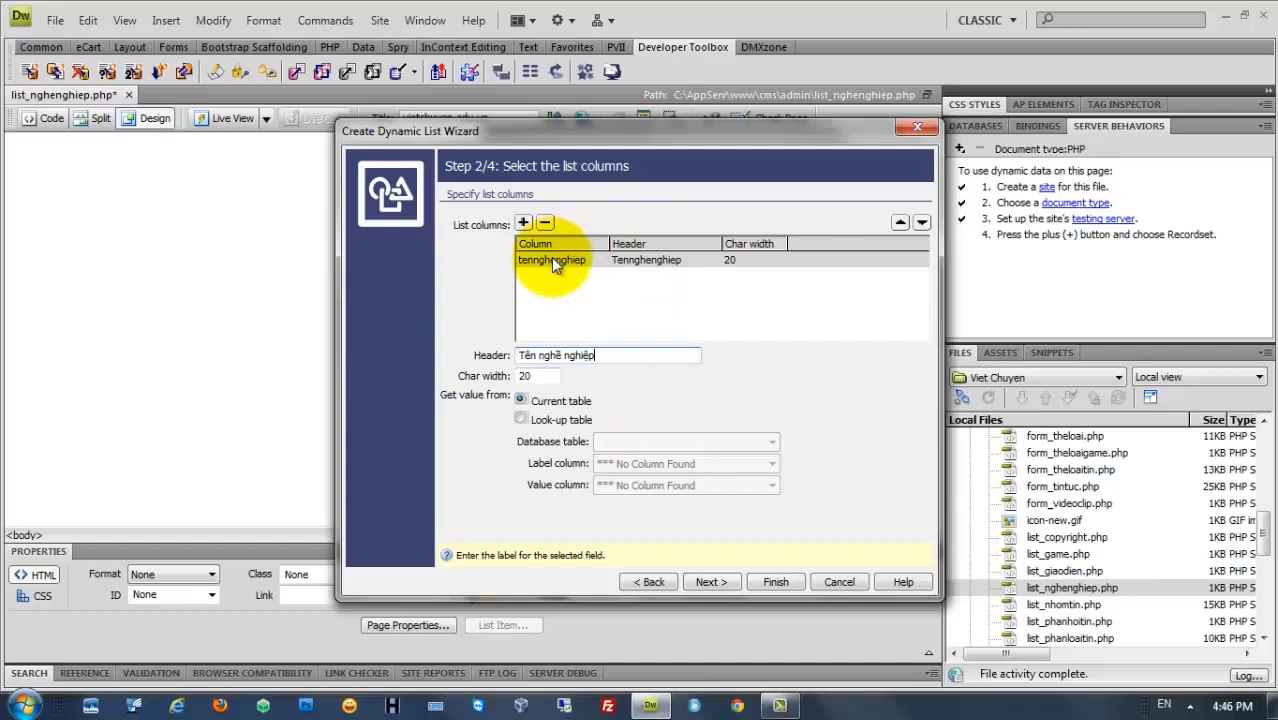 Dw File Edit View Insert Modify Format Commands Site Window Help CLASSIC
Common eCart Layout Forms Bootstrap Scaffolding PHP Data Spry InContext Editing Text Favorites PVII Developer Toolbox DMXzone
list_nghenghiep.php* Path: C:\AppServ\www\cms\admin\list_nghenghiep.php
Code Split Design Live View
Create Dynamic List Wizard
Step 2/4: Select the list columns
Specify list columns
List columns:
Column Header Char width
tennghenghiep Tennghenghiep 20
Header: Tên nghề nghiệp
Char width: 20
Get value from: Current table
Look-up table
Database table:
Label column: *** No Column Found
Value column: *** No Column Found
Enter the label for the selected field.
< Back Next > Finish Cancel Help
CSS STYLES AP ELEMENTS TAG INSPECTOR
DATABASES BINDINGS SERVER BEHAVIORS
Document type:PHP
To use dynamic data on this page:
1. Create a site for this file.
2. Choose a document type.
3. Set up the site's testing server.
4. Press the plus (+) button and choose Recordset.
FILES ASSETS SNIPPETS
Viet Chuyen Local view
Local Files Size Type
form_theloai.php 11KB PHP S
form_theloaigame.php 1KB PHP S
form_theloaitin.php 13KB PHP S
form_tintuc.php 25KB PHP S
form_videoclip.php 1KB PHP S
icon-new.gif 1KB GIF im
list_copyright.php 1KB PHP S
list_game.php 1KB PHP S
list_giaodien.php 1KB PHP S
list_nghenghiep.php 1KB PHP S
list_nhomtin.php 15KB PHP S
list_phanhoitin.php 1KB PHP S
list_phanloaitin.php 10KB PHP S
File activity complete. Log...
<body>
PROPERTIES
HTML Format None Class None
CSS ID None Link
Page Properties... List Item...
SEARCH REFERENCE VALIDATION BROWSER COMPATIBILITY LINK CHECKER SITE REPORTS FTP LOG SERVER DEBUG
EN 4:46 PM